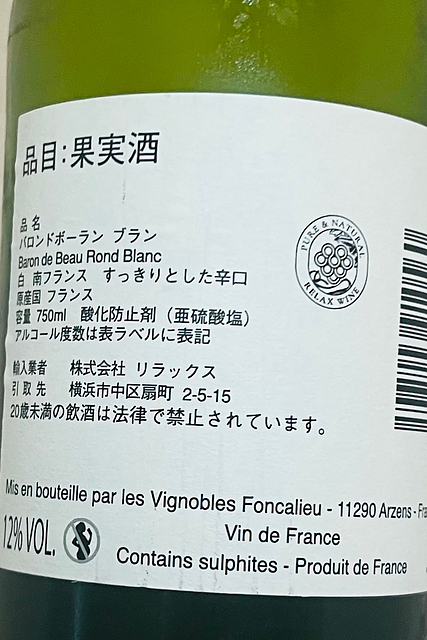 品目:果実酒
品 名
バロンドボーラン ブラン
Baron de Beau Rond Blanc
白 南フランス すっきりとした辛口
原産国 フランス
容量 750ml 酸化防止剤（亜硫酸塩）
アルコール度数は表ラベルに表記
PURE & NATURAL
RELAX WINE
輸入業者 株式会社 リラックス
引 取 先 横浜市中区扇町 2-5-15
20歳未満の飲酒は法律で禁止されています。
Mis en bouteille par les Vignobles Foncalieu - 11290 Arzens - Fra
12% VOL.
Vin de France
Contains sulphites - Produit de France